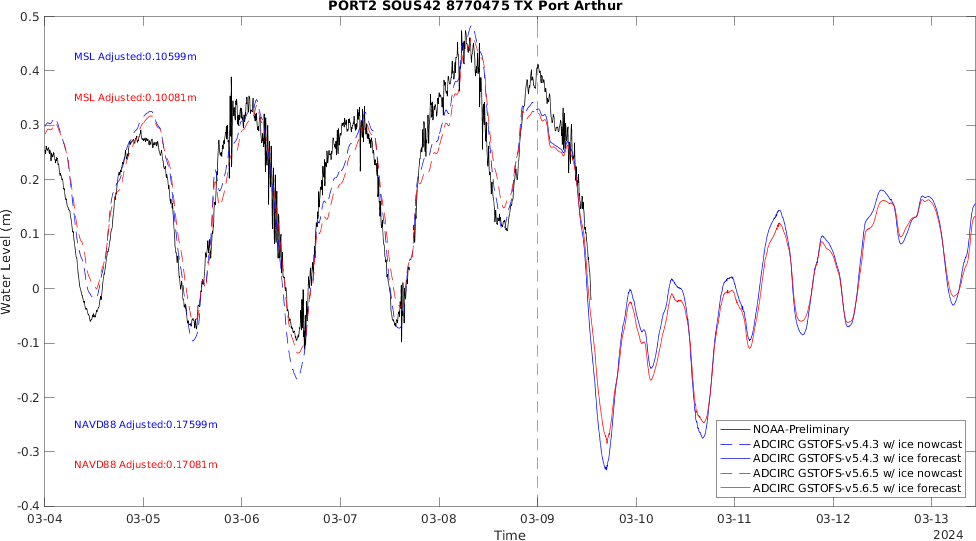 PORT2 SOUS42 8770475 TX Port Arthur
0.5
0.4
0.3
0.2
0.1
0
-0.1
-0.2
-0.3
-0.4
Water Level (m)
MSL Adjusted:0.10599m
MSL Adjusted:0.10081m
NAVD88 Adjusted:0.17599m
NAVD88 Adjusted:0.17081m
NOAA-Preliminary
ADCIRC GSTOFS-v5.4.3 w/ ice nowcast
ADCIRC GSTOFS-v5.4.3 w/ ice forecast
ADCIRC GSTOFS-v5.6.5 w/ ice nowcast
ADCIRC GSTOFS-v5.6.5 w/ ice forecast
03-04 03-05 03-06 03-07 03-08 03-09 03-10 03-11 03-12 03-13
Time
2024